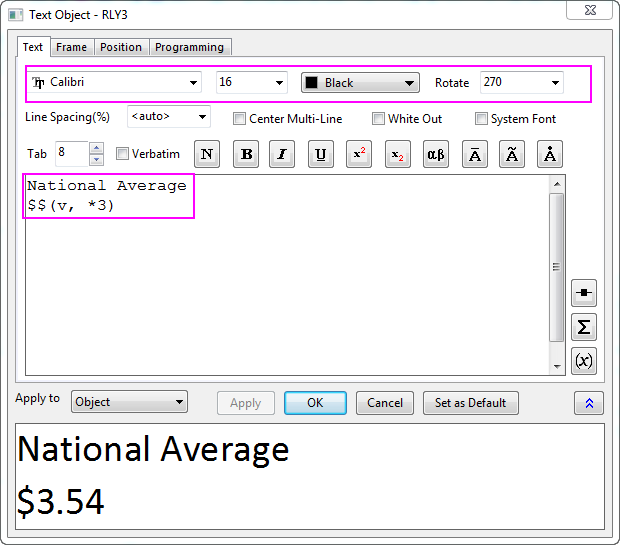 Text Object - RLY3
Text Frame Position Programming
Calibri 16 Black Rotate 270
Line Spacing(%) <auto> Center Multi-Line White Out System Font
Tab 8 Verbatim N B I U x² x₂ αβ Ā Ã Ȧ
National Average
$$(v, *3)
Σ
(x)
Apply to Object Apply OK Cancel Set as Default
National Average
$3.54